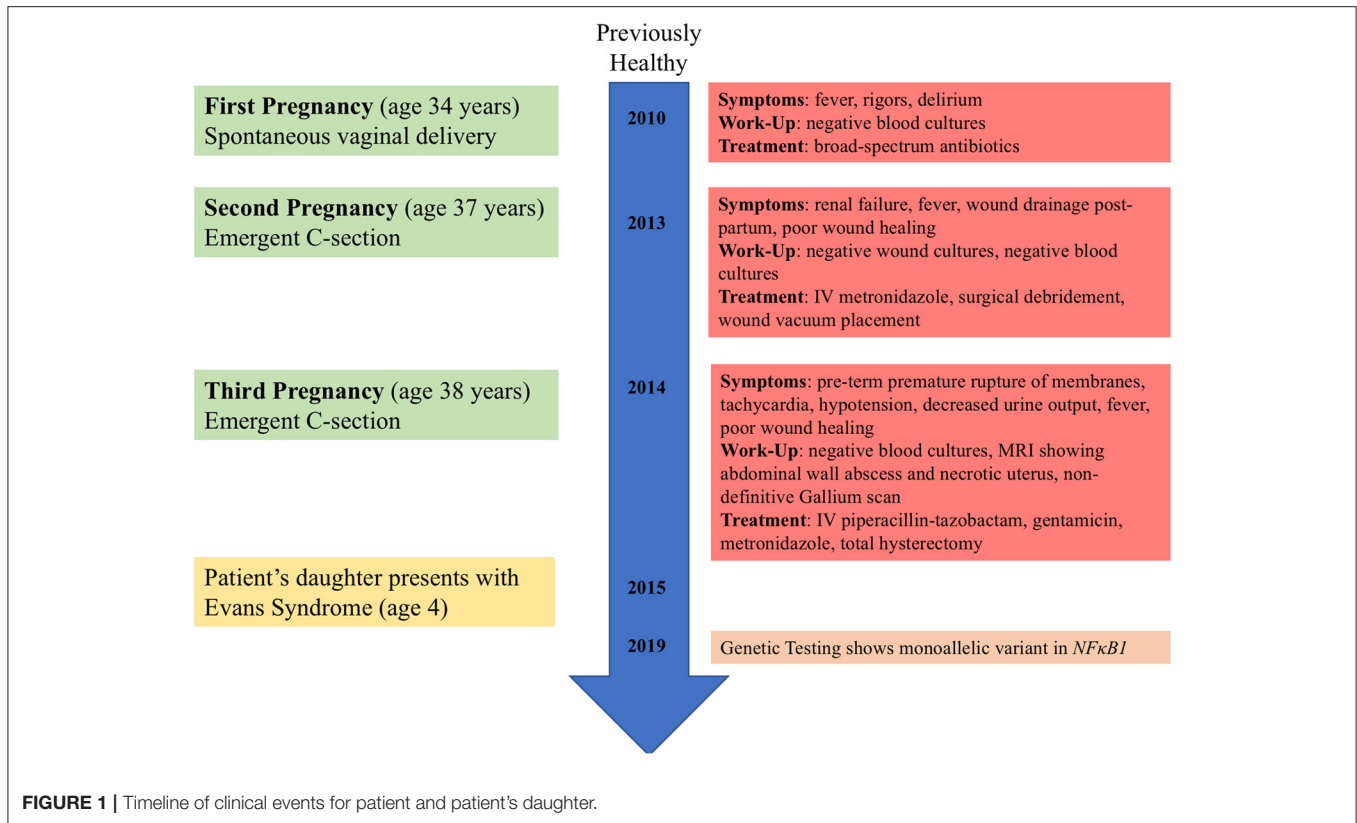 Previously
Healthy
First Pregnancy (age 34 years)
Spontaneous vaginal delivery
2010
Symptoms: fever, rigors, delirium
Work-Up: negative blood cultures
Treatment: broad-spectrum antibiotics
Second Pregnancy (age 37 years)
Emergent C-section
2013
Symptoms: renal failure, fever, wound drainage post-
partum, poor wound healing
Work-Up: negative wound cultures, negative blood
cultures
Treatment: IV metronidazole, surgical debridement,
wound vacuum placement
Third Pregnancy (age 38 years)
Emergent C-section
2014
Symptoms: pre-term premature rupture of membranes,
tachycardia, hypotension, decreased urine output, fever,
poor wound healing
Work-Up: negative blood cultures, MRI showing
abdominal wall abscess and necrotic uterus, non-
definitive Gallium scan
Treatment: IV piperacillin-tazobactam, gentamicin,
metronidazole, total hysterectomy
Patient's daughter presents with
Evans Syndrome (age 4)
2015
2019
Genetic Testing shows monoallelic variant in NFκB1
FIGURE 1 | Timeline of clinical events for patient and patient's daughter.